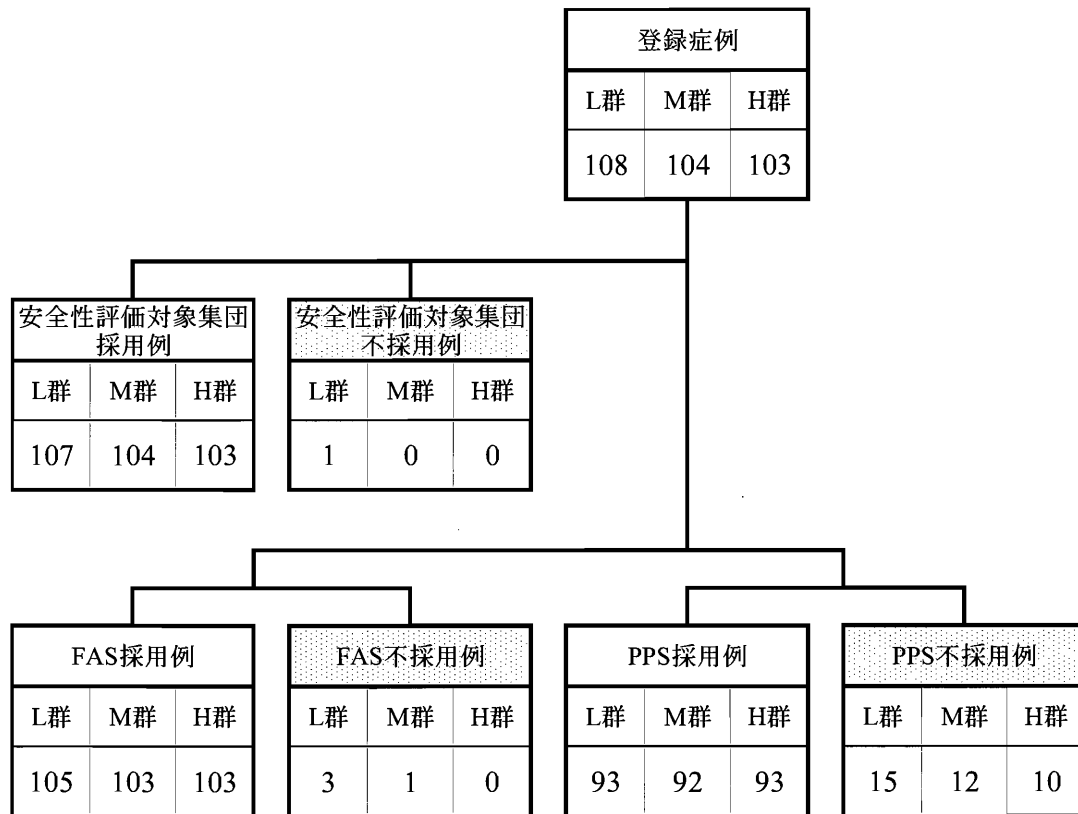 登録症例
L群 M群 H群
108 104 103
安全性評価対象集団
採用例
L群 M群 H群
107 104 103
安全性評価対象集団
不採用例
L群 M群 H群
1 0 0
FAS採用例
L群 M群 H群
105 103 103
FAS不採用例
L群 M群 H群
3 1 0
PPS採用例
L群 M群 H群
93 92 93
PPS不採用例
L群 M群 H群
15 12 10